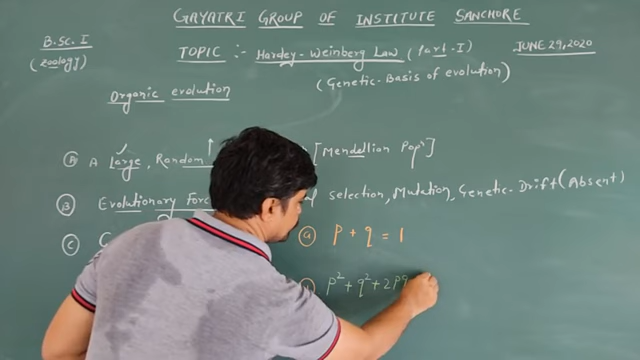 GAYATRI GROUP OF INSTITUTE SANCHORE
B.SC. I
(Zoology)
TOPIC :- Hardey-Weinberg Law (Part-I)
JUNE 29, 2020
(Genetic-Basis of evolution)
Organic evolution
(A) A Large, Random [Mendellian Popn]
(B) Evolutionary selection, Mutation, Genetic-Drift (Absent)
(C)
(a) p + q = 1
p² + q² + 2pq